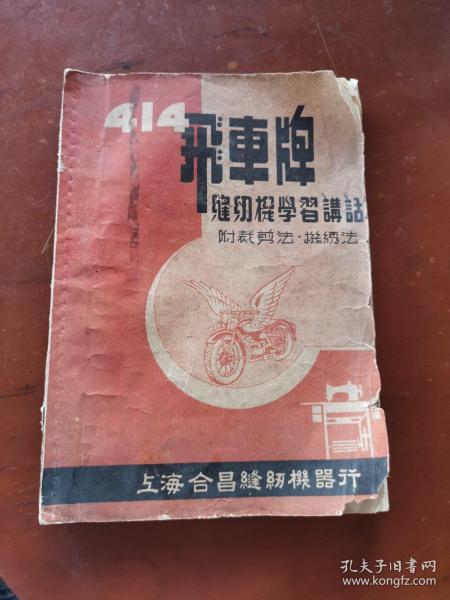 414
飛車牌
縫纫機學習講話
附裁剪法·機綉法
上海合昌縫紉機器行
孔夫子旧书网
www.kongfz.com